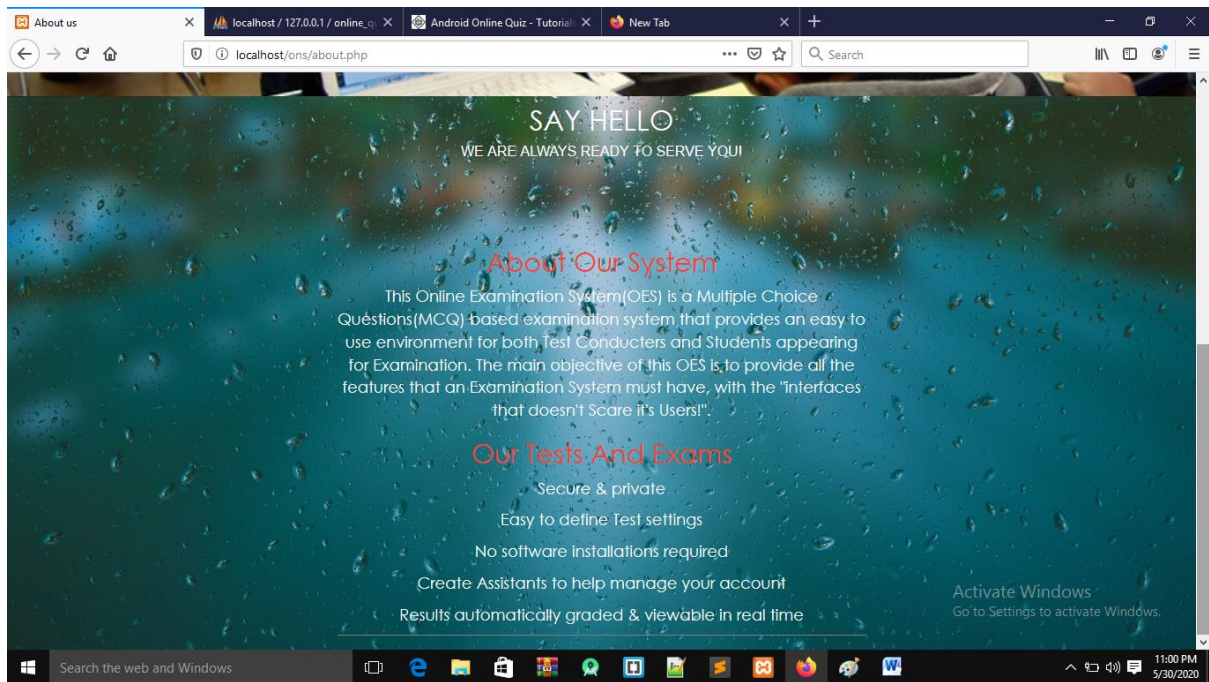 About us
localhost / 127.0.0.1 / online_q
Android Online Quiz - Tutorials
New Tab
localhost/ons/about.php
Search
SAY HELLO
WE ARE ALWAYS READY TO SERVE YOU!
About Our System
This Online Examination System(OES) is a Multiple Choice
Questions(MCQ) based examination system that provides an easy to
use environment for both Test Conducters and Students appearing
for Examination. The main objective of this OES is to provide all the
features that an Examination System must have, with the "interfaces
that doesn't Scare it's Users!".
Our Tests And Exams
Secure & private
Easy to define Test settings
No software installations required
Create Assistants to help manage your account
Results automatically graded & viewable in real time
Activate Windows
Go to Settings to activate Windows.
Search the web and Windows
11:00 PM
5/30/2020